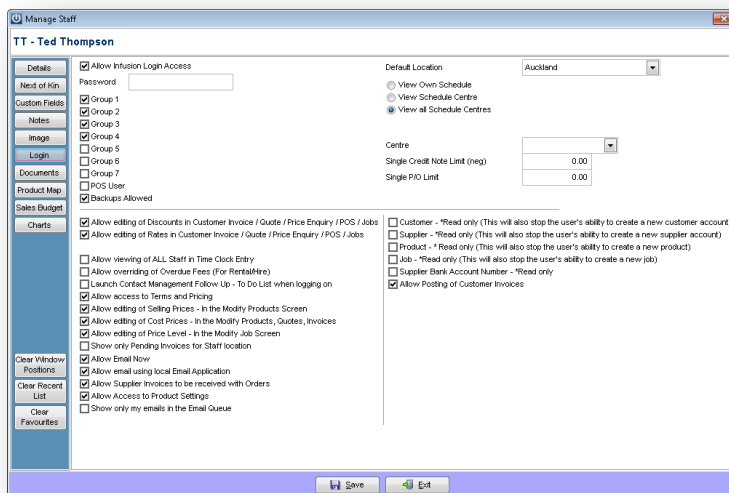 Manage Staff
TT - Ted Thompson
Details
Next of Kin
Custom Fields
Notes
Image
Login
Documents
Product Map
Sales Budget
Charts
Clear Window
Positions
Clear Recent
List
Clear
Favourites
Allow Infusion Login Access
Password
Group 1
Group 2
Group 3
Group 4
Group 5
Group 6
Group 7
POS User
Backups Allowed
Default Location
Auckland
View Own Schedule
View Schedule Centre
View all Schedule Centres
Centre
Single Credit Note Limit (neg)
0.00
Single P/O Limit
0.00
Allow editing of Discounts in Customer Invoice / Quote / Price Enquiry / POS / Jobs
Allow editing of Rates in Customer Invoice / Quote / Price Enquiry / POS / Jobs
Allow viewing of ALL Staff in Time Clock Entry
Allow overriding of Overdue Fees (For Rental/Hire)
Launch Contact Management Follow Up - To Do List when logging on
Allow access to Terms and Pricing
Allow editing of Selling Prices - In the Modify Products Screen
Allow editing of Cost Prices - In the Modify Products, Quotes, Invoices
Allow editing of Price Level - In the Modify Job Screen
Show only Pending Invoices for Staff location
Allow Email Now
Allow email using local Email Application
Allow Supplier Invoices to be received with Orders
Allow Access to Product Settings
Show only my emails in the Email Queue
Customer - *Read only (This will also stop the user's ability to create a new customer account)
Supplier - *Read only (This will also stop the user's ability to create a new supplier account)
Product - * Read only (This will also stop the user's ability to create a new product)
Job - *Read only (This will also stop the user's ability to create a new job)
Supplier Bank Account Number - *Read only
Allow Posting of Customer Invoices
Save
Exit